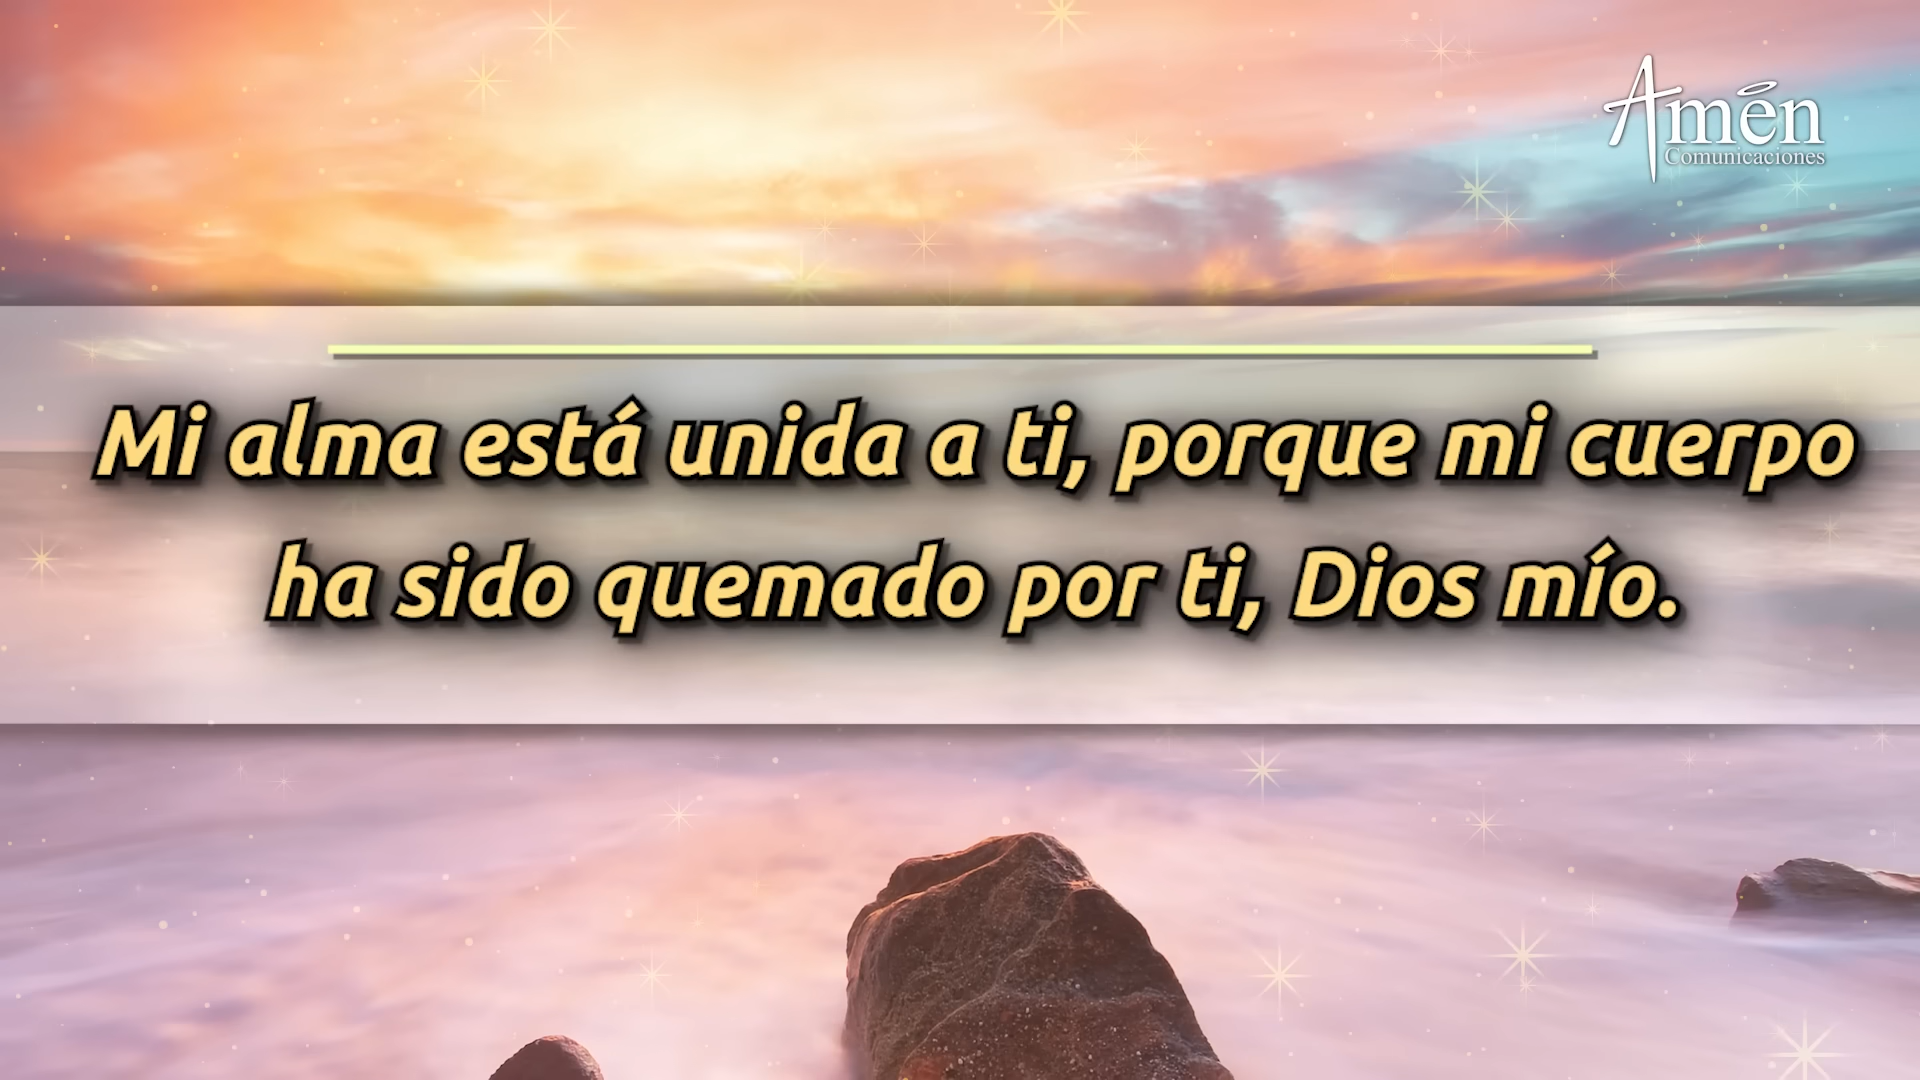 Amén
Comunicaciones
Mi alma está unida a ti, porque mi cuerpo
ha sido quemado por ti, Dios mío.